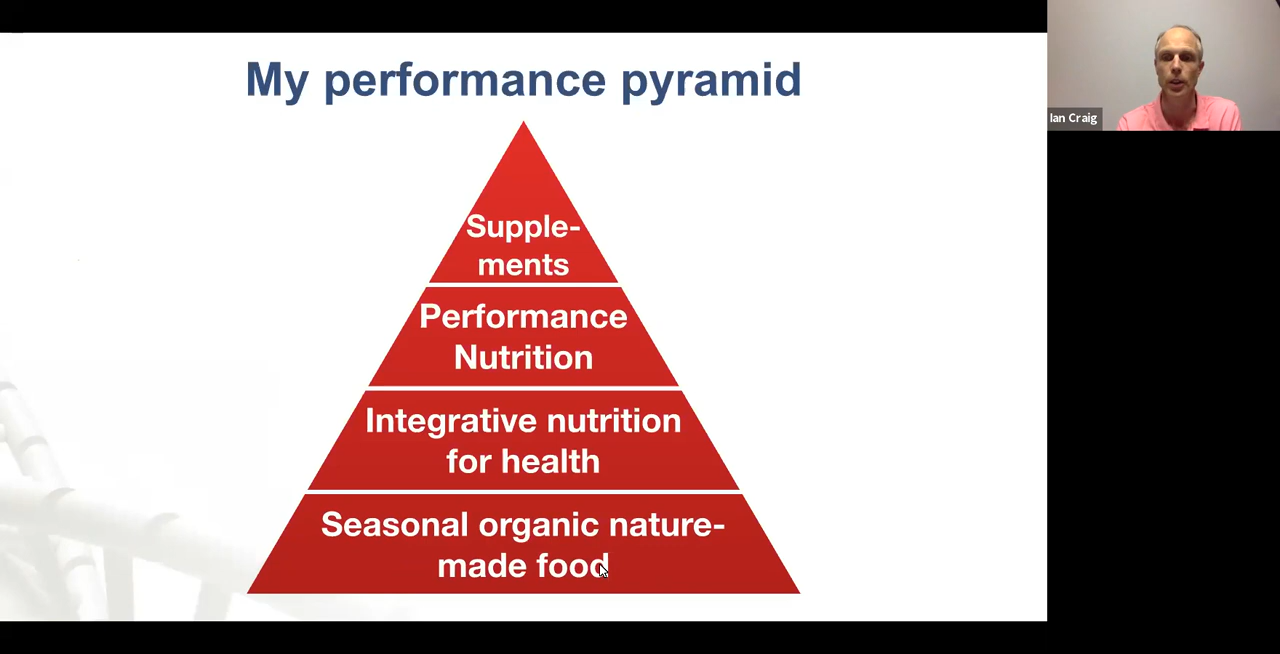 My performance pyramid
Ian Craig
Supple-
ments
Performance
Nutrition
Integrative nutrition
for health
Seasonal organic nature-
made food